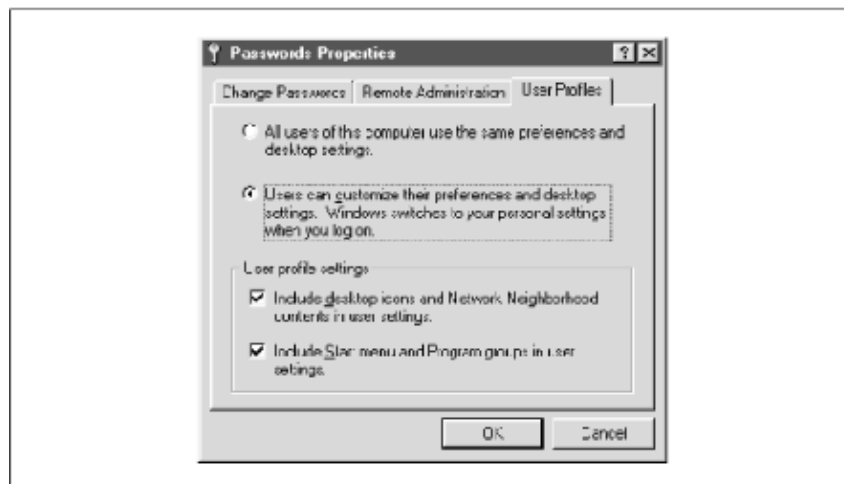 Passwords Properties
Change Passwords
Remote Administration
User Profiles
All users of this computer use the same preferences and
desktop settings.
Users can customize their preferences and desktop
settings. Windows switches to your personal settings
when you log on.
User profile settings
Include desktop icons and Network Neighborhood
contents in user settings.
Include Start menu and Program groups in user
settings.
OK
Cancel